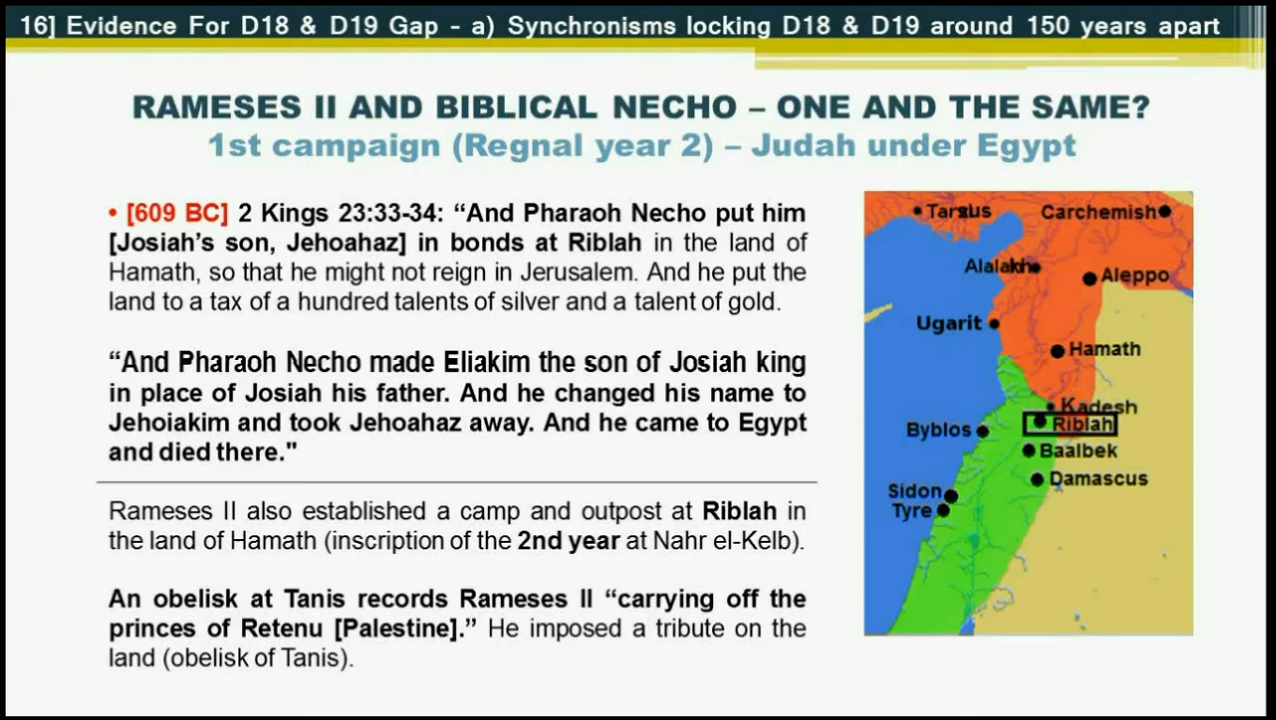 16] Evidence For D18 & D19 Gap – a) Synchronisms locking D18 & D19 around 150 years apart
RAMESES II AND BIBLICAL NECHO – ONE AND THE SAME?
1st campaign (Regnal year 2) – Judah under Egypt
• [609 BC] 2 Kings 23:33-34: “And Pharaoh Necho put him
[Josiah’s son, Jehoahaz] in bonds at Riblah in the land of
Hamath, so that he might not reign in Jerusalem. And he put the
land to a tax of a hundred talents of silver and a talent of gold.
“And Pharaoh Necho made Eliakim the son of Josiah king
in place of Josiah his father. And he changed his name to
Jehoiakim and took Jehoahaz away. And he came to Egypt
and died there."
Rameses II also established a camp and outpost at Riblah in
the land of Hamath (inscription of the 2nd year at Nahr el-Kelb).
An obelisk at Tanis records Rameses II “carrying off the
princes of Retenu [Palestine].” He imposed a tribute on the
land (obelisk of Tanis).
Carchemish
Alalakh
Aleppo
Ugarit
Hamath
Kadesh
Riblah
Byblos
Baalbek
Damascus
Sidon
Tyre